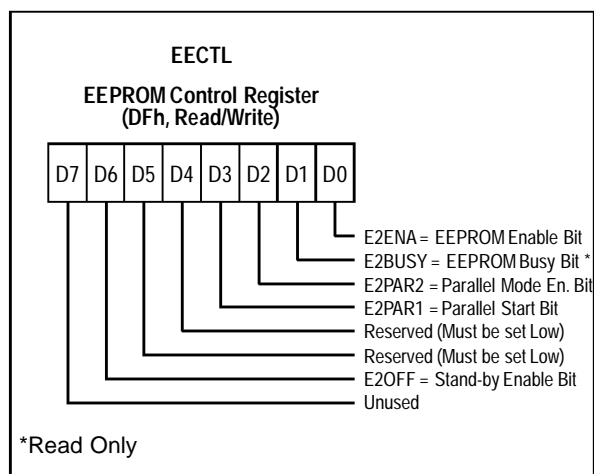 EECTL
EEPROM Control Register
(DFh, Read/Write)
D7 D6 D5 D4 D3 D2 D1 D0
E2ENA = EEPROM Enable Bit
E2BUSY = EEPROM Busy Bit *
E2PAR2 = Parallel Mode En. Bit
E2PAR1 = Parallel Start Bit
Reserved (Must be set Low)
Reserved (Must be set Low)
E2OFF = Stand-by Enable Bit
Unused
*Read Only